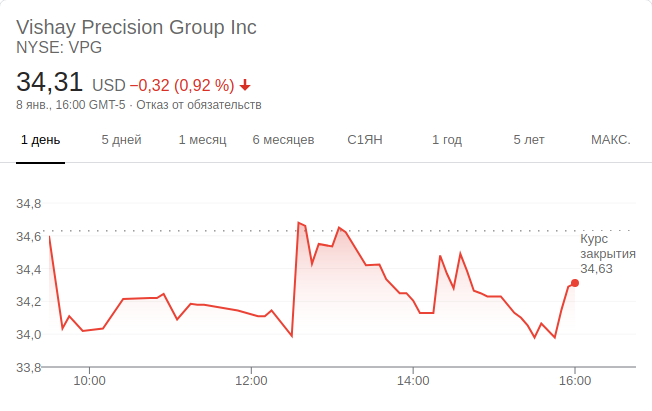 Vishay Precision Group Inc
NYSE: VPG
34,31 USD −0,32 (0,92 %)
8 янв., 16:00 GMT-5 · Отказ от обязательств
1 день 5 дней 1 месяц 6 месяцев С1ЯН 1 год 5 лет МАКС.
34,8
34,6
34,4
34,2
34,0
33,8
Курс
закрытия
34,63
10:00 12:00 14:00 16:00